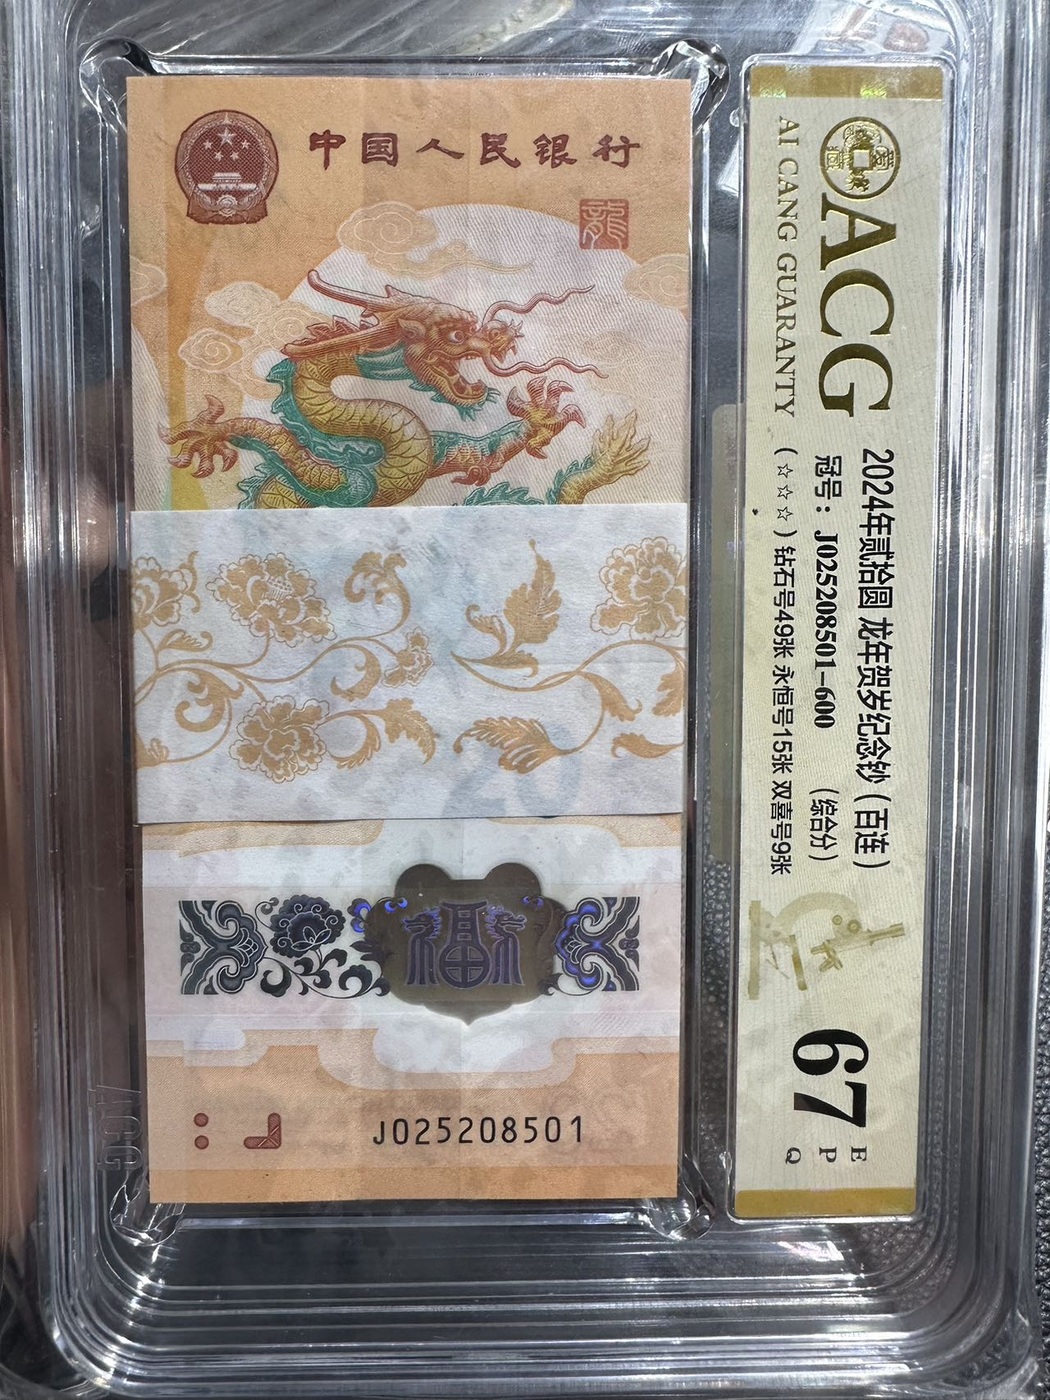 中国人民银行
龍
福
J025208501
ACG
AI CANG GUARANTY
2024年贰拾圆 龙年贺岁纪念钞（百连）
冠号：J025208501-600 （综合分）
（☆☆☆）钻石号49张 永恒号15张 双喜号9张
67
E
P
Q
ACG